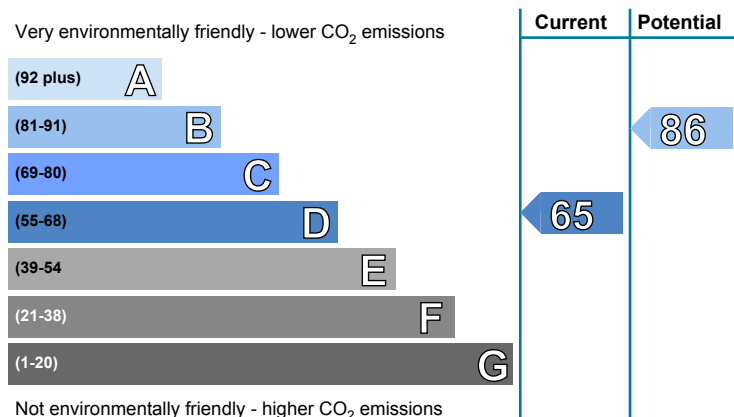 Current Potential
Very environmentally friendly - lower CO₂ emissions
(92 plus) A
(81-91) B 86
(69-80) C
(55-68) D 65
(39-54 E
(21-38) F
(1-20) G
Not environmentally friendly - higher CO₂ emissions